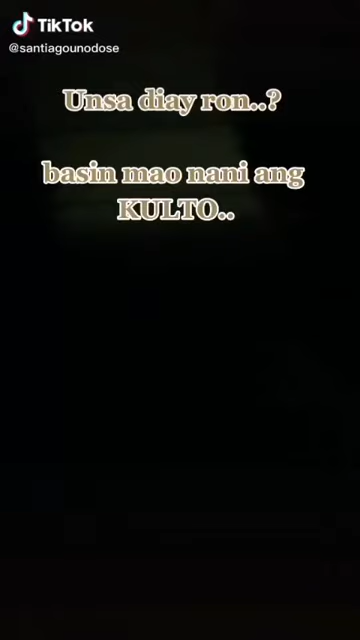 TikTok
@santiagounodose
Unsa diay ron..?
basin mao nani ang
KULTO..